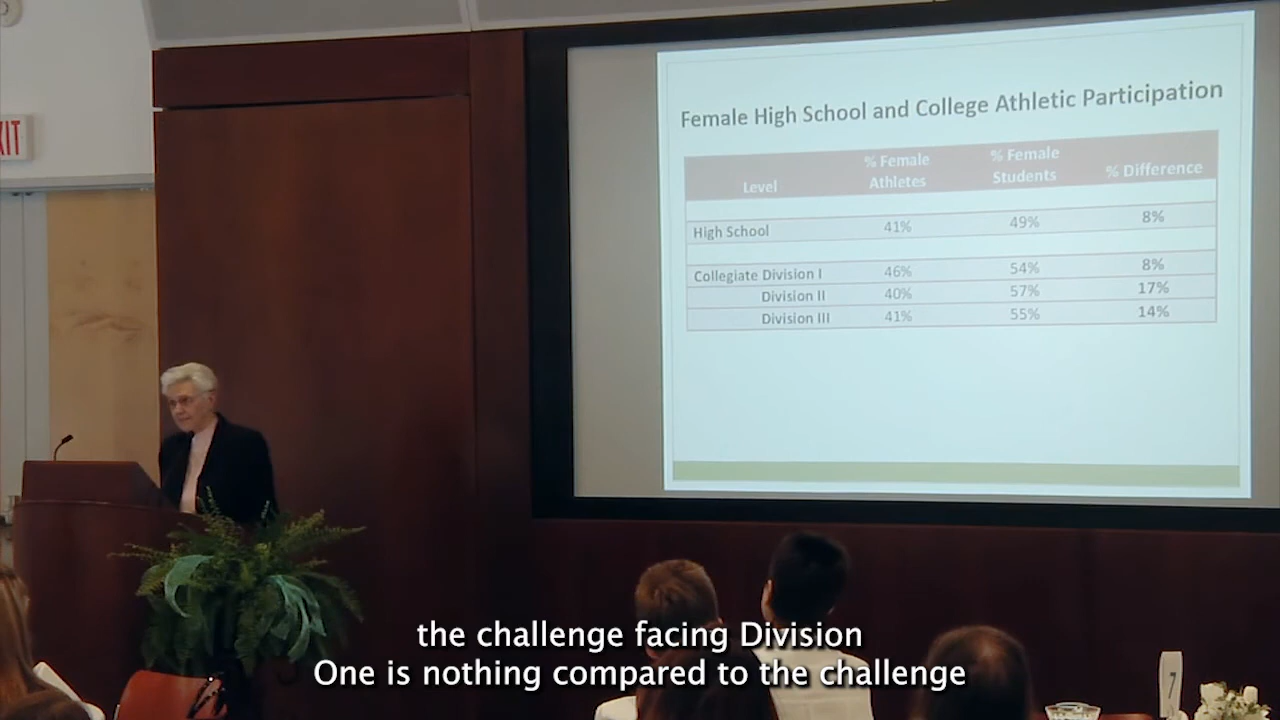 XIT
Female High School and College Athletic Participation
Level % Female Athletes % Female Students % Difference
High School 41% 49% 8%
Collegiate Division I 46% 54% 8%
Division II 40% 57% 17%
Division III 41% 55% 14%
7
the challenge facing Division
One is nothing compared to the challenge